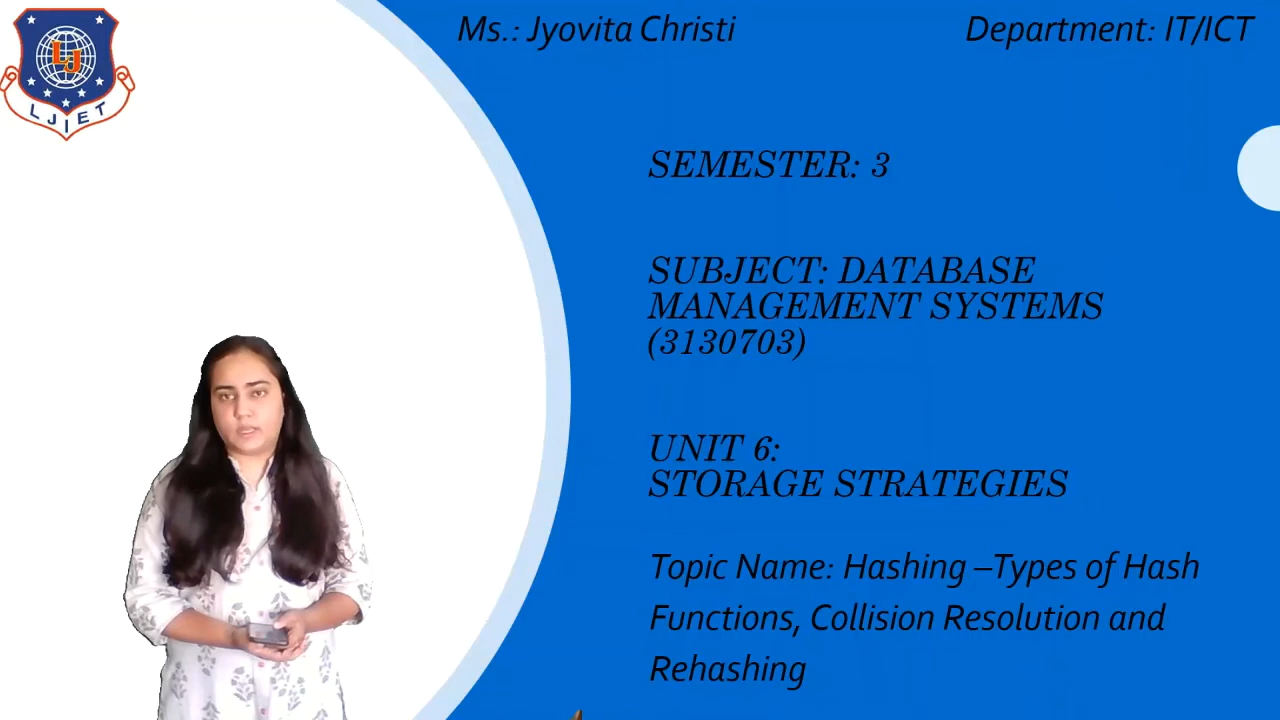 LJ
LJIET
Ms.: Jyovita Christi
Department: IT/ICT
SEMESTER: 3
SUBJECT: DATABASE
MANAGEMENT SYSTEMS
(3130703)
UNIT 6:
STORAGE STRATEGIES
Topic Name: Hashing –Types of Hash
Functions, Collision Resolution and
Rehashing